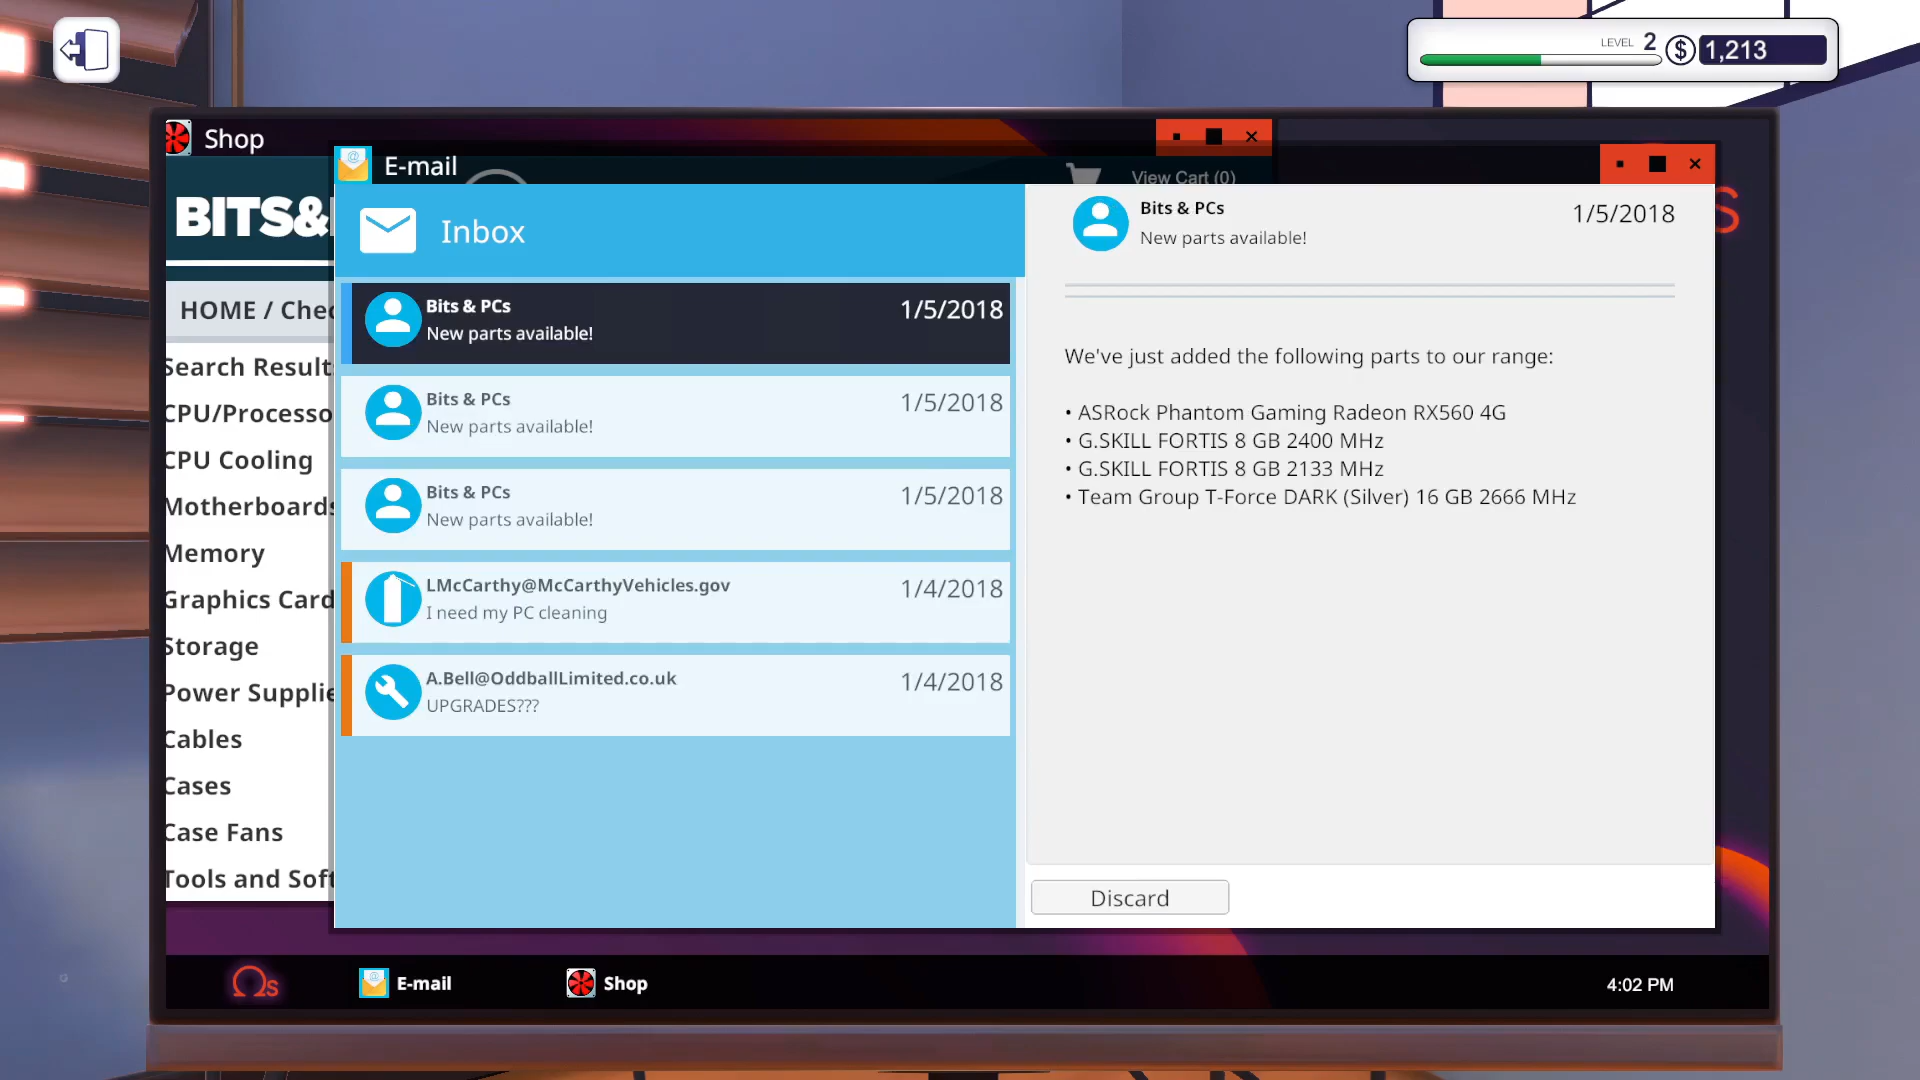 LEVEL 2
$ 1,213
Shop
E-mail
View Cart (0)
BITS&
HOME / Chec
Search Result
CPU/Processo
CPU Cooling
Motherboards
Memory
Graphics Card
Storage
Power Supplie
Cables
Cases
Case Fans
Tools and Soft
Inbox
Bits & PCs
1/5/2018
New parts available!
Bits & PCs
1/5/2018
New parts available!
Bits & PCs
1/5/2018
New parts available!
LMcCarthy@McCarthyVehicles.gov
1/4/2018
I need my PC cleaning
A.Bell@OddballLimited.co.uk
1/4/2018
UPGRADES???
Bits & PCs
1/5/2018
New parts available!
We've just added the following parts to our range:
• ASRock Phantom Gaming Radeon RX560 4G
• G.SKILL FORTIS 8 GB 2400 MHz
• G.SKILL FORTIS 8 GB 2133 MHz
• Team Group T-Force DARK (Silver) 16 GB 2666 MHz
Discard
Ωs
E-mail
Shop
4:02 PM